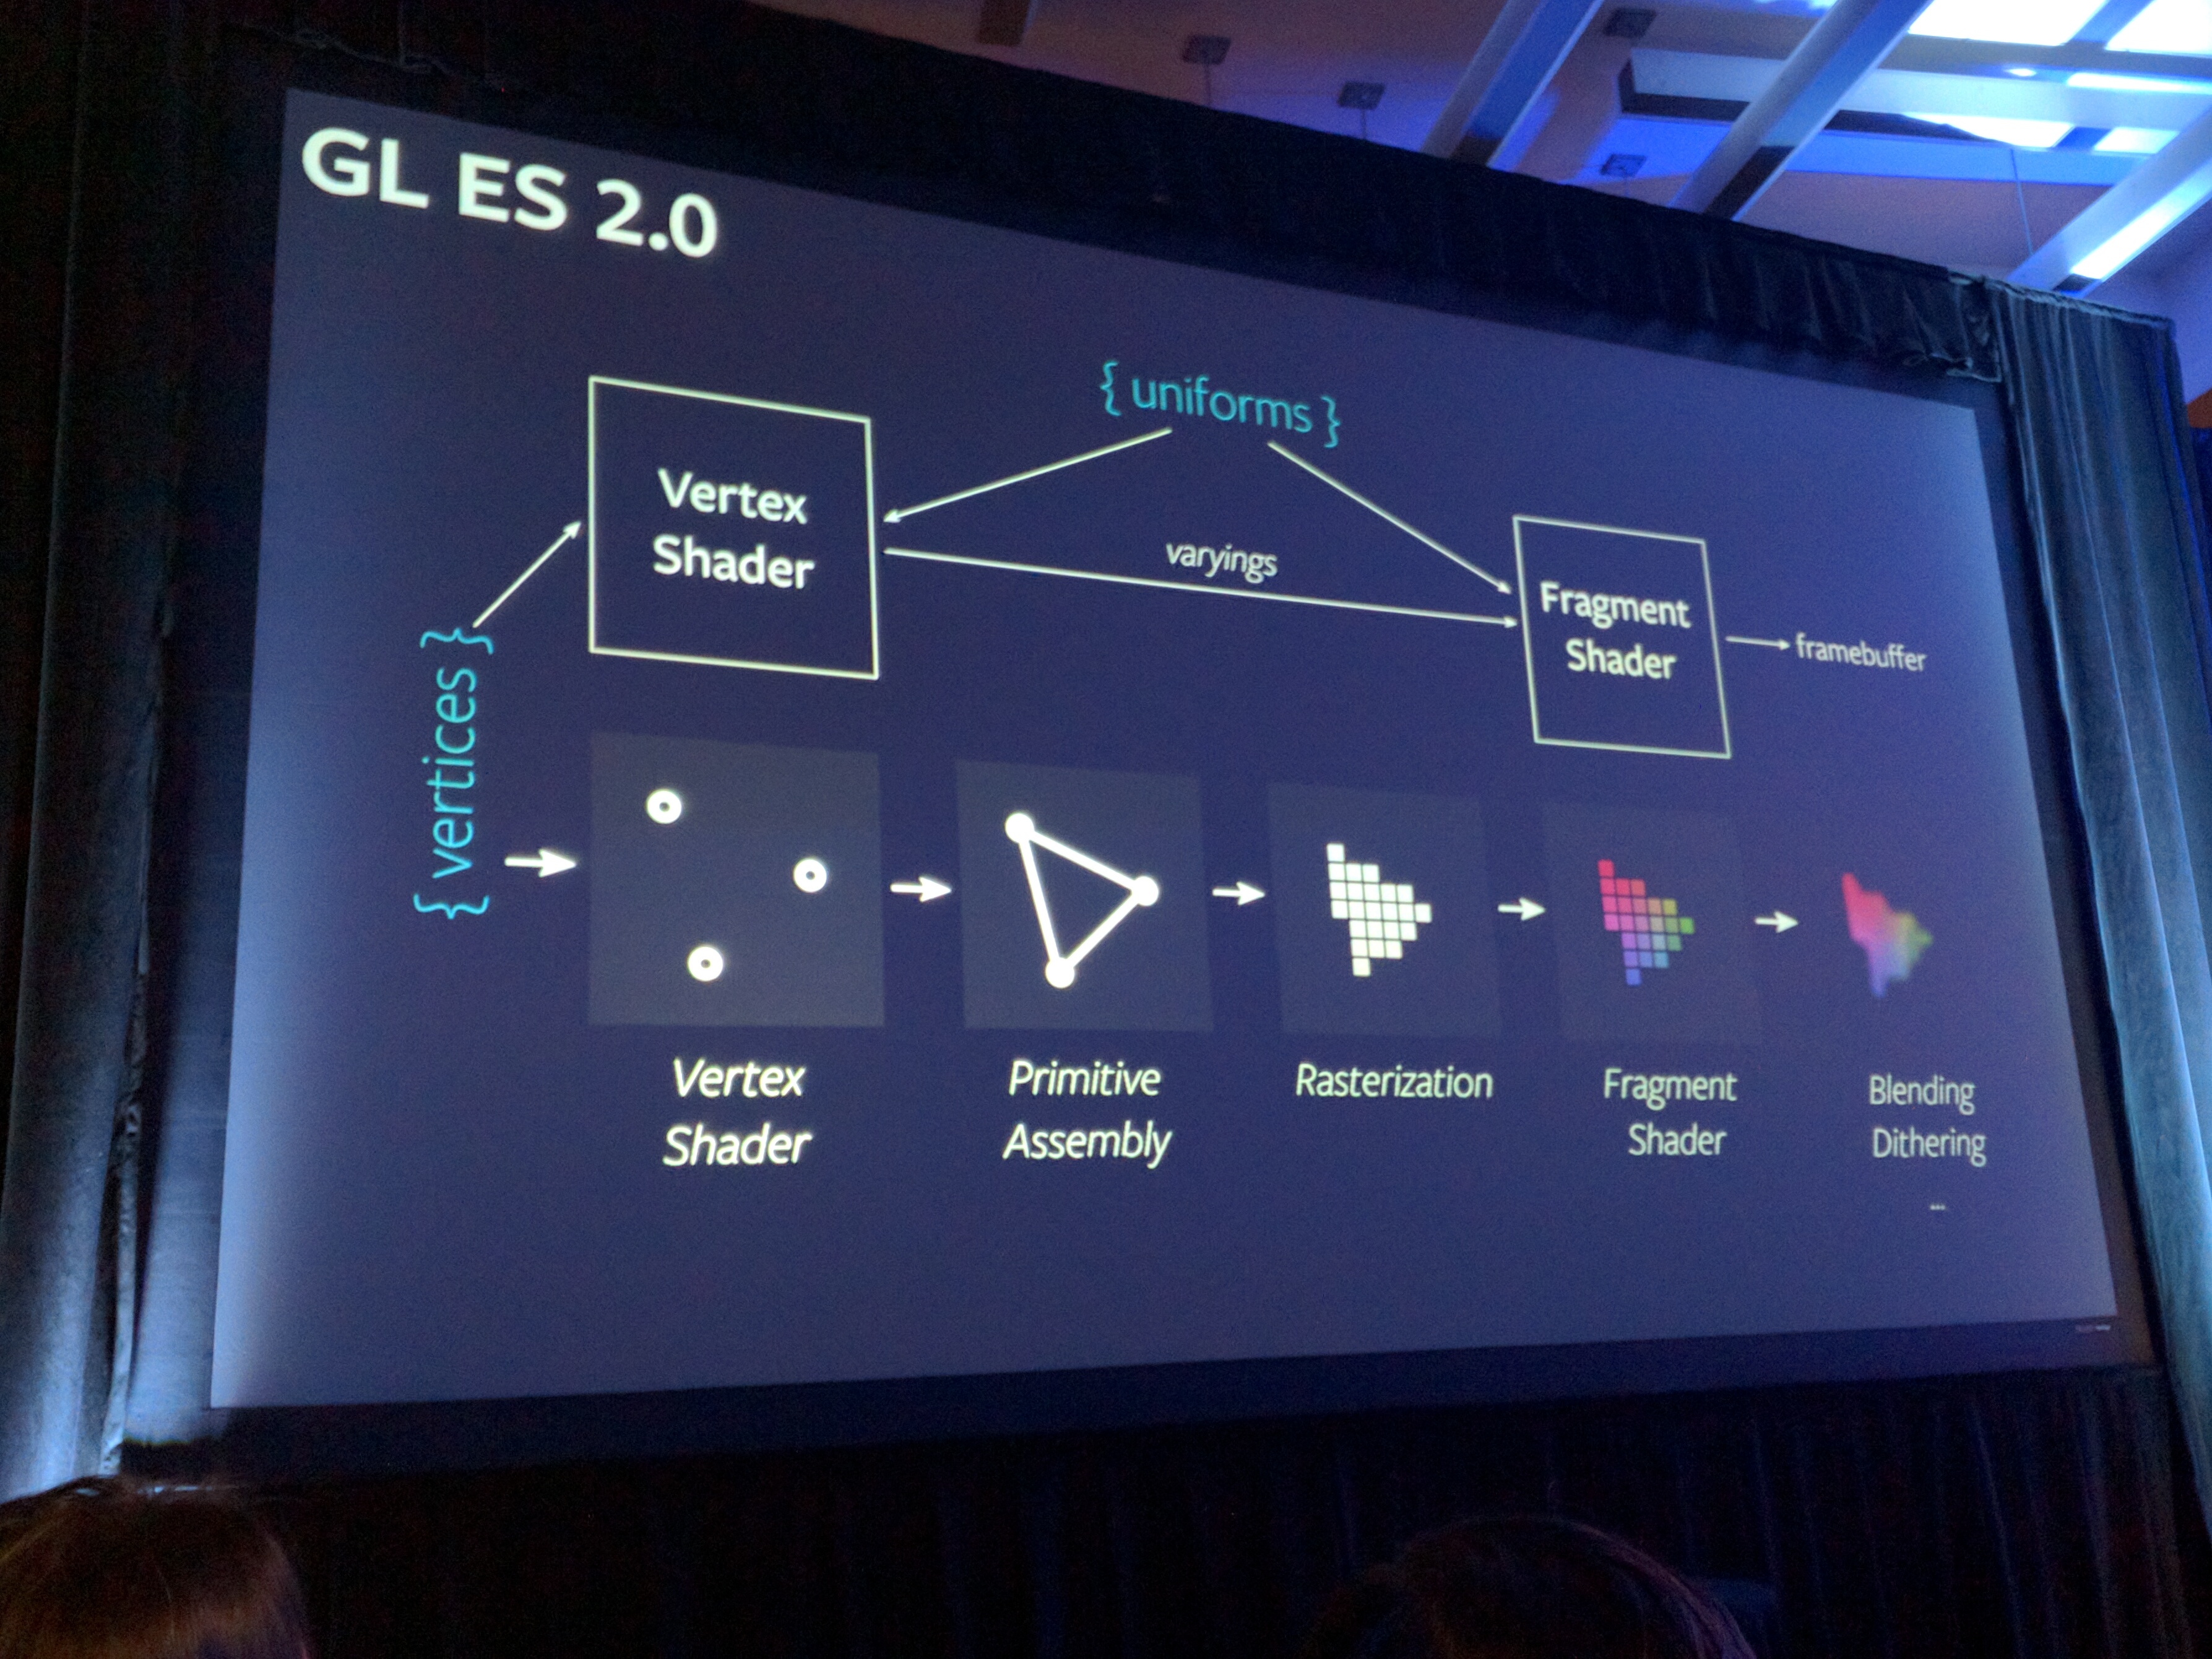 GL ES 2.0
{ uniforms }
Vertex
Shader
varyings
Fragment
Shader
framebuffer
{ vertices }
Vertex
Shader
Primitive
Assembly
Rasterization
Fragment
Shader
Blending
Dithering
...